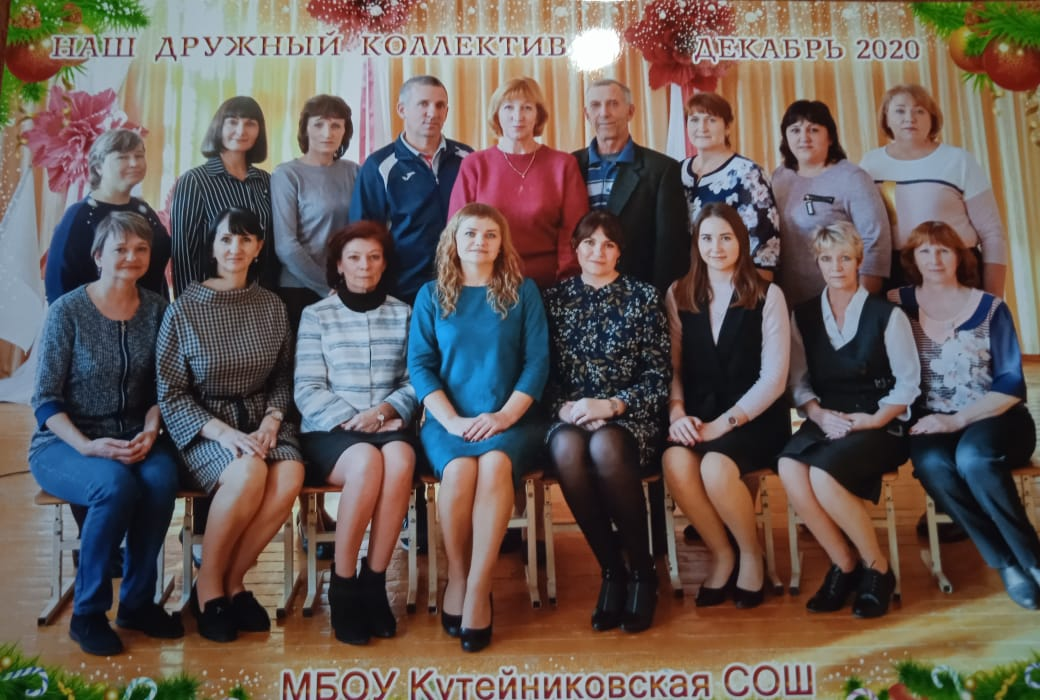 НАШ ДРУЖНЫЙ КОЛЛЕКТИВ ДЕКАБРЬ 2020
МБОУ Кутейниковская СОШ